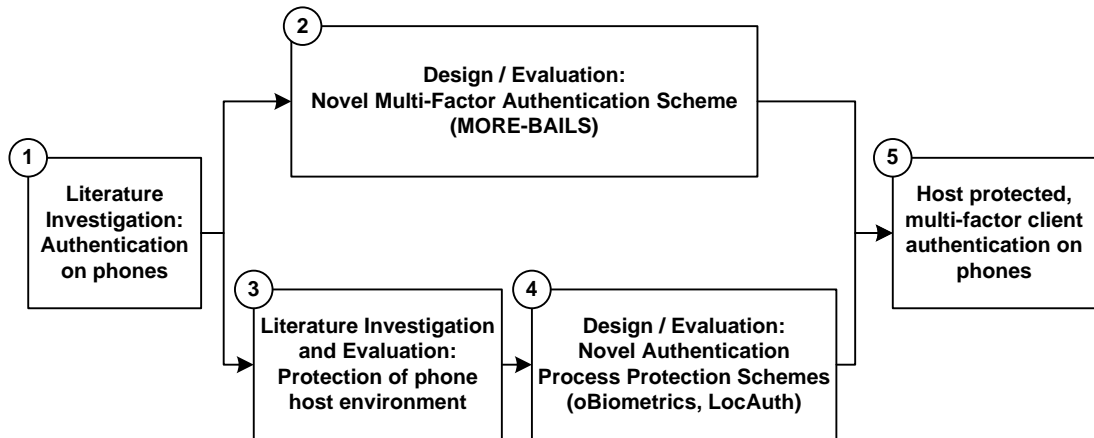 1
Literature
Investigation:
Authentication
on phones
2
Design / Evaluation:
Novel Multi-Factor Authentication Scheme
(MORE-BAILS)
3
Literature Investigation
and Evaluation:
Protection of phone
host environment
4
Design / Evaluation:
Novel Authentication
Process Protection Schemes
(oBiometrics, LocAuth)
5
Host protected,
multi-factor client
authentication on
phones